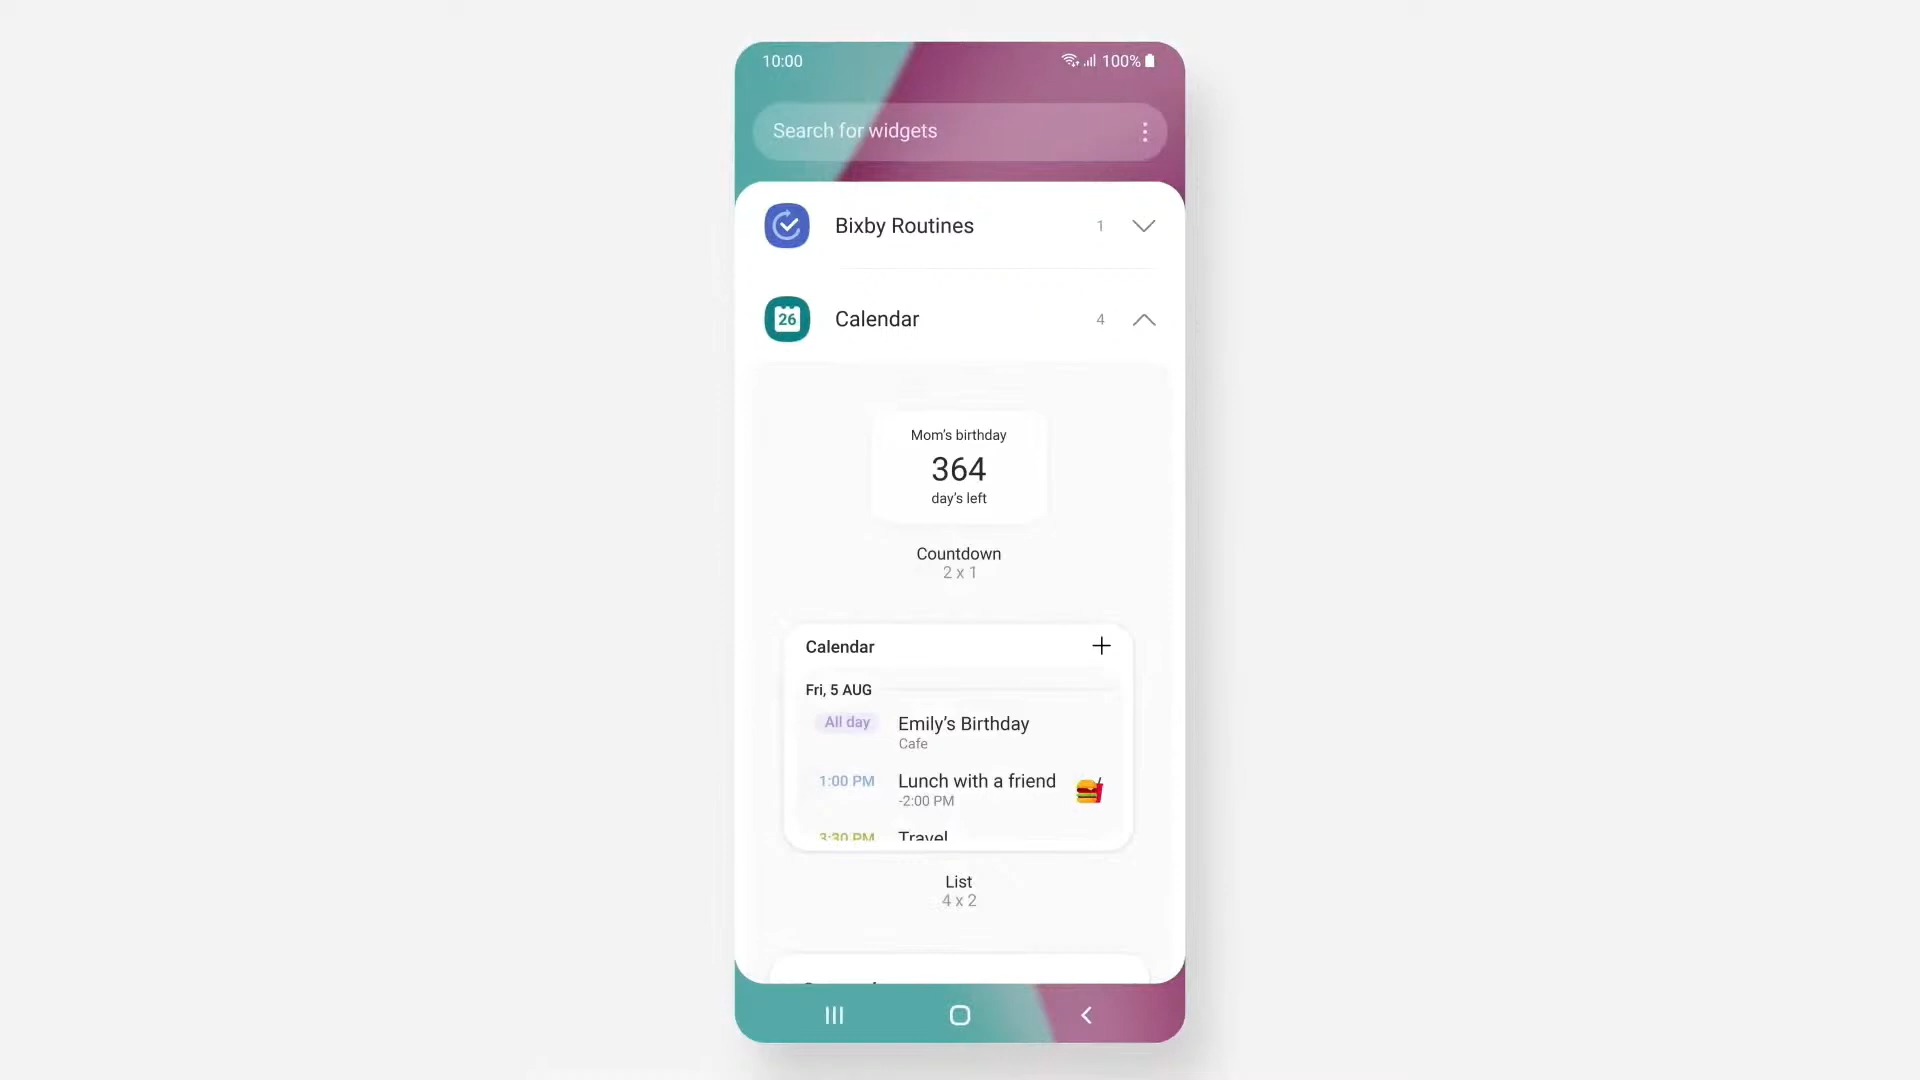 10:00
100%
Search for widgets
Bixby Routines
1
26
Calendar
4
Mom's birthday
364
day's left
Countdown
2 x 1
Calendar
Fri, 5 AUG
All day
Emily's Birthday
Cafe
1:00 PM
Lunch with a friend
-2:00 PM
3:30 PM
Travel
List
4 x 2